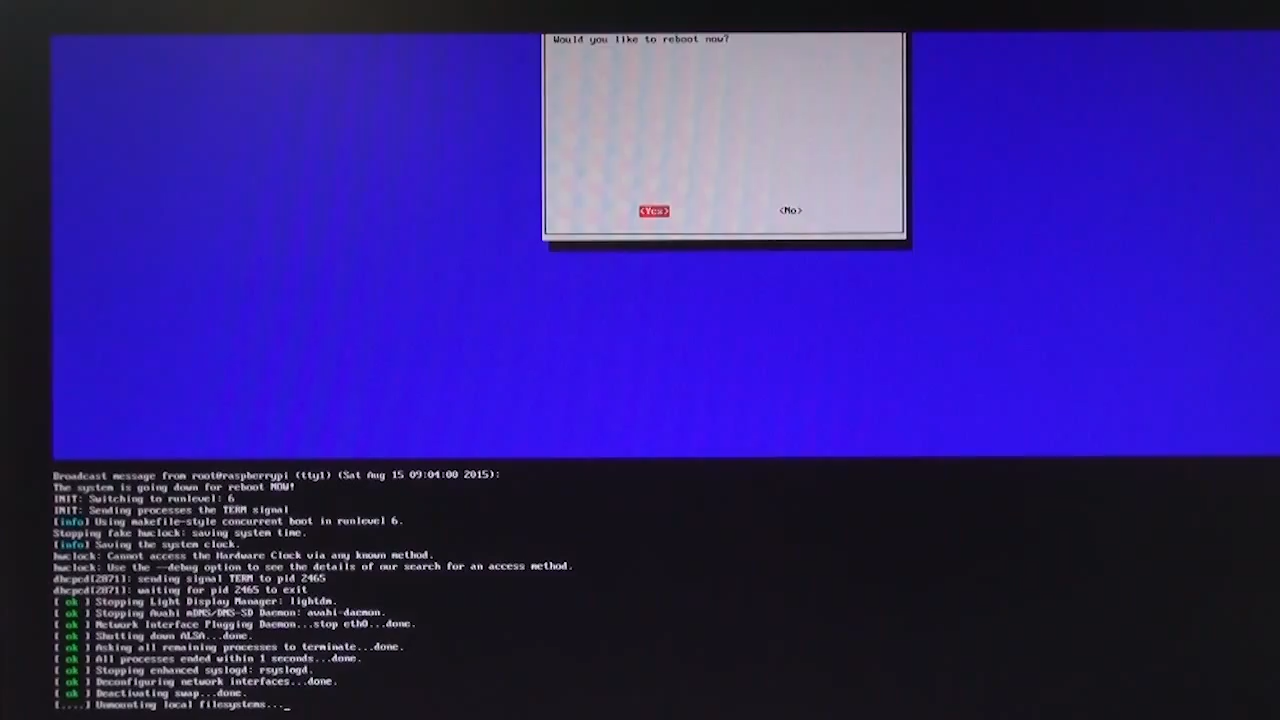 Would you like to reboot now?
<Yes> <No>
Broadcast message from root@raspberrypi (tty1) (Sat Aug 15 09:04:00 2015):
The system is going down for reboot NOW!
INIT: Switching to runlevel: 6
INIT: Sending processes the TERM signal
[info] Using makefile-style concurrent boot in runlevel 6.
Stopping fake hwclock: saving system time.
[info] Saving the system clock.
hwclock: Cannot access the Hardware Clock via any known method.
hwclock: Use the --debug option to see the details of our search for an access method.
dhcpcd[2871]: sending signal TERM to pid 2465
dhcpcd[2871]: waiting for pid 2465 to exit
[ ok ] Stopping Light Display Manager: lightdm.
[ ok ] Stopping Avahi mDNS/DNS-SD Daemon: avahi-daemon.
[ ok ] Network Interface Plugging Daemon...stop eth0...done.
[ ok ] Shutting down ALSA...done.
[ ok ] Asking all remaining processes to terminate...done.
[ ok ] All processes ended within 1 seconds...done.
[ ok ] Stopping enhanced syslogd: rsyslogd.
[ ok ] Deconfiguring network interfaces...done.
[ ok ] Deactivating swap...done.
[....] Unmounting local filesystems..._